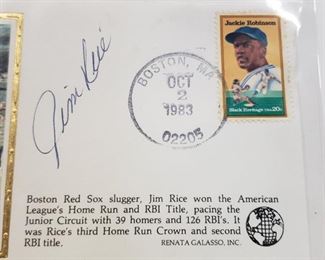 Jim Rice
BOSTON, MA
OCT
2
1983
02205
Jackie Robinson
Black Heritage USA 20c
Boston Red Sox slugger, Jim Rice won the American
League's Home Run and RBI Title, pacing the
Junior Circuit with 39 homers and 126 RBI's. It
was Rice's third Home Run Crown and second
RBI title.
RENATA GALASSO, INC.